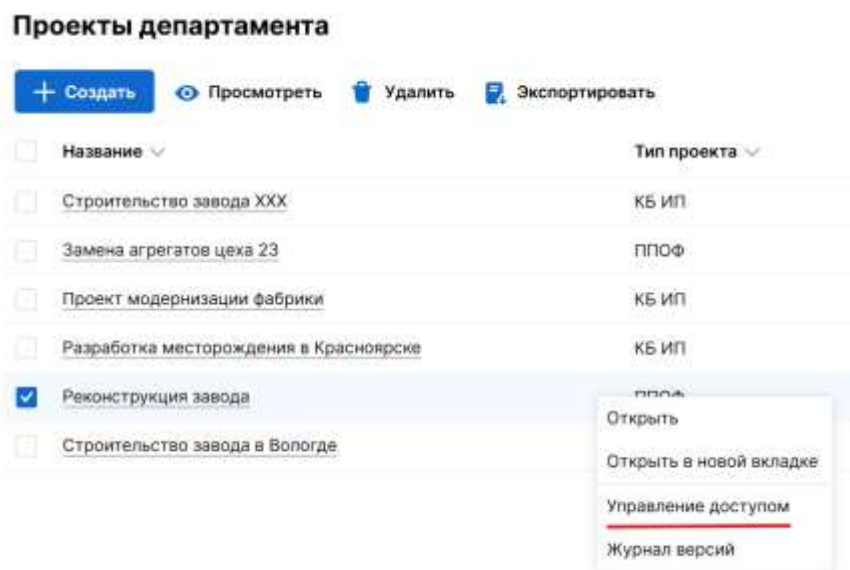 Проекты департамента
Создать Просмотреть Удалить Экспортировать
Название Тип проекта
Строительство завода ХХХ КБ ИП
Замена агрегатов цеха 23 ППОФ
Проект модернизации фабрики КБ ИП
Разработка месторождения в Красноярске КБ ИП
Реконструкция завода ППОФ
Открыть
Строительство завода в Вологде
Открыть в новой вкладке
Управление доступом
Журнал версий